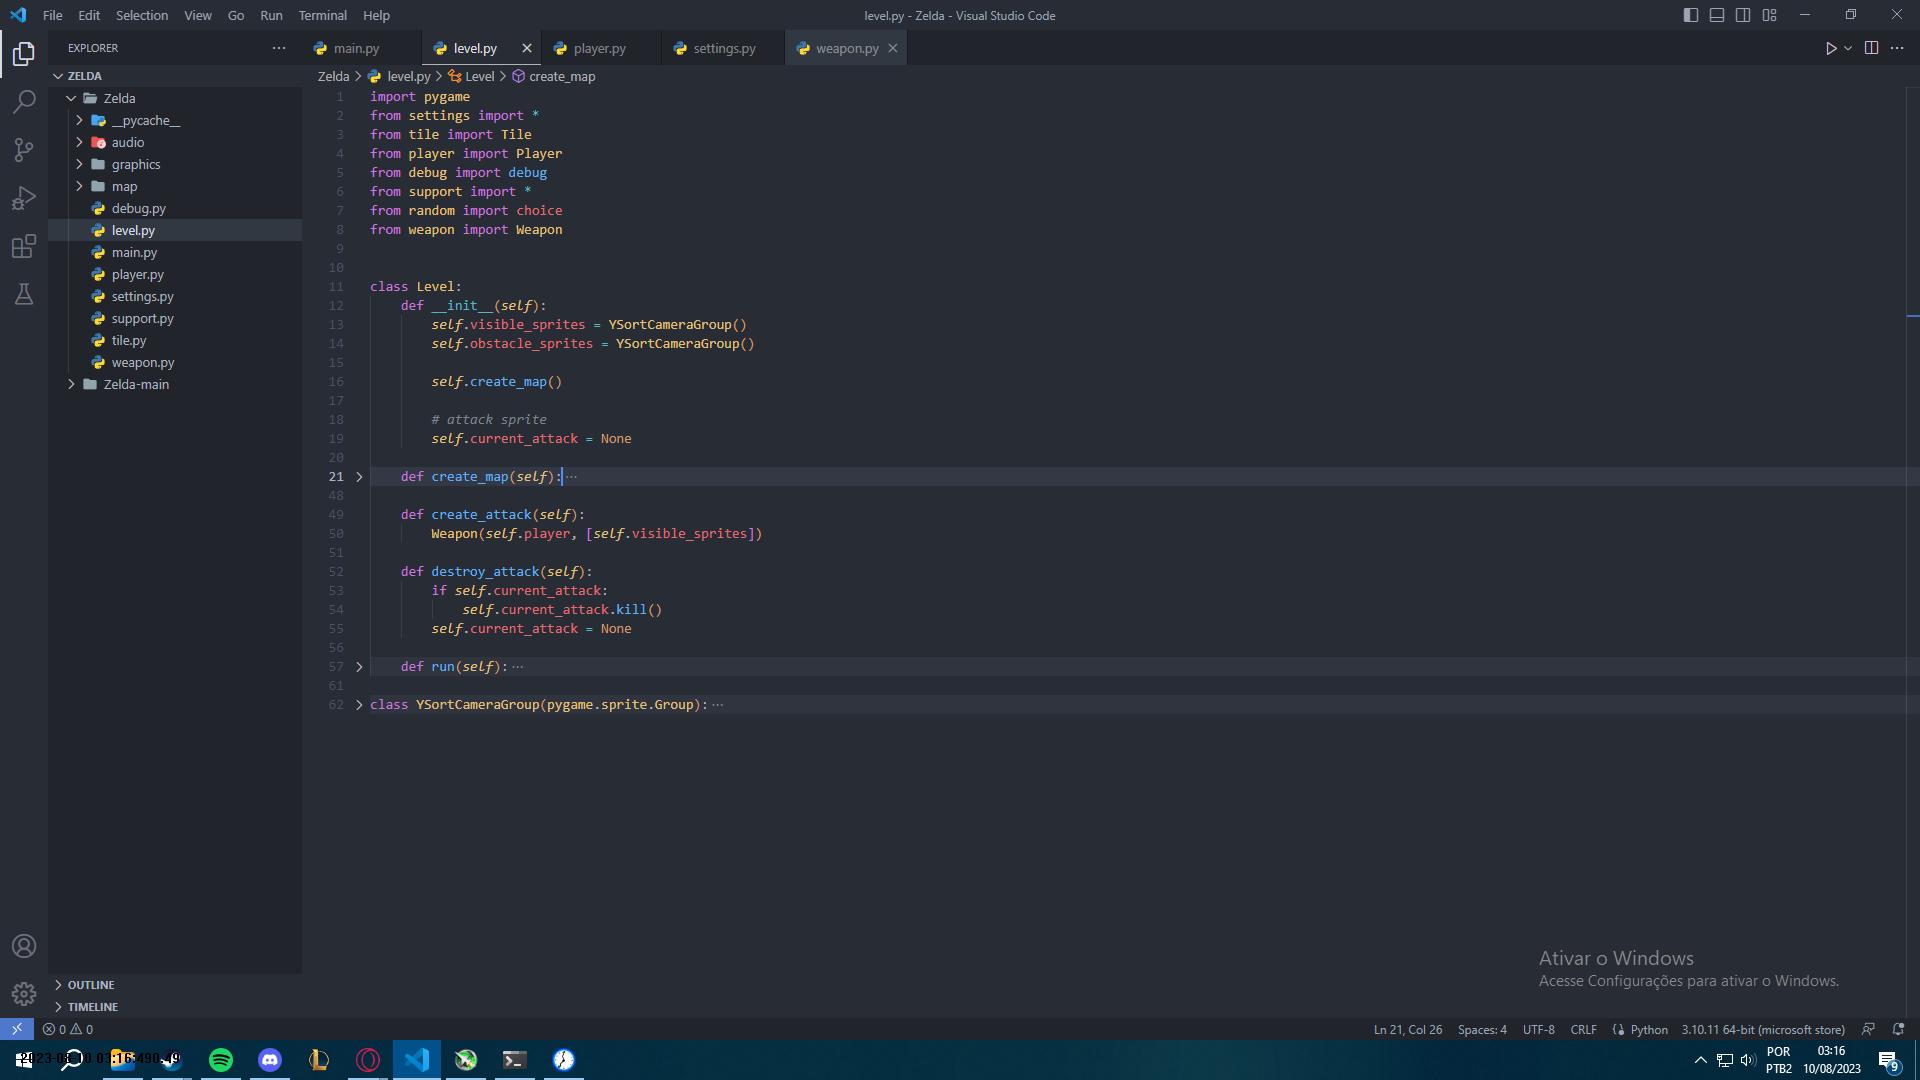 File Edit Selection View Go Run Terminal Help
level.py - Zelda - Visual Studio Code
EXPLORER
main.py
level.py
player.py
settings.py
weapon.py
ZELDA
Zelda
__pycache__
audio
graphics
map
debug.py
level.py
main.py
player.py
settings.py
support.py
tile.py
weapon.py
Zelda-main
OUTLINE
TIMELINE
Zelda > level.py > Level > create_map
1 import pygame
2 from settings import *
3 from tile import Tile
4 from player import Player
5 from debug import debug
6 from support import *
7 from random import choice
8 from weapon import Weapon
9
10
11 class Level:
12 def __init__(self):
13 self.visible_sprites = YSortCameraGroup()
14 self.obstacle_sprites = YSortCameraGroup()
15
16 self.create_map()
17
18 # attack sprite
19 self.current_attack = None
20
21 def create_map(self):···
48
49 def create_attack(self):
50 Weapon(self.player, [self.visible_sprites])
51
52 def destroy_attack(self):
53 if self.current_attack:
54 self.current_attack.kill()
55 self.current_attack = None
56
57 def run(self):···
61
62 class YSortCameraGroup(pygame.sprite.Group):···
Ativar o Windows
Acesse Configurações para ativar o Windows.
0 0
Ln 21, Col 26 Spaces: 4 UTF-8 CRLF Python 3.10.11 64-bit (microsoft store)
POR
PTB2
03:16
10/08/2023
9